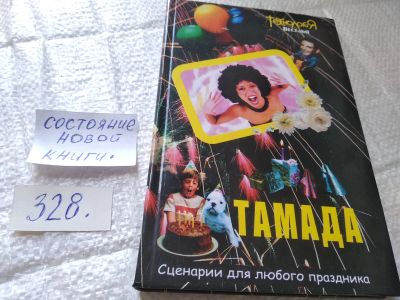 состояние
новой
книги.
328.
ТАМАДА
Сценарии для любого праздника